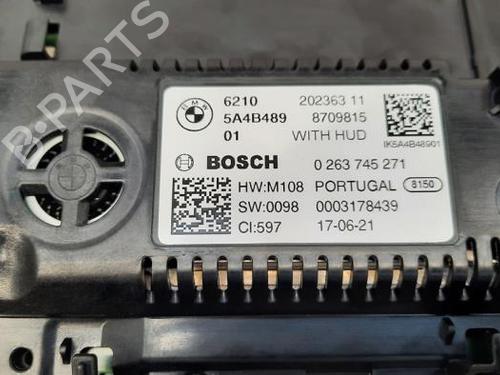 B-PARTS
BMW
6210 202363 11
5A4B489 8709815
01 WITH HUD
IK5A4B48901
BOSCH 0 263 745 271
HW:M108 PORTUGAL 8150
SW:0098 0003178439
CI:597 17-06-21